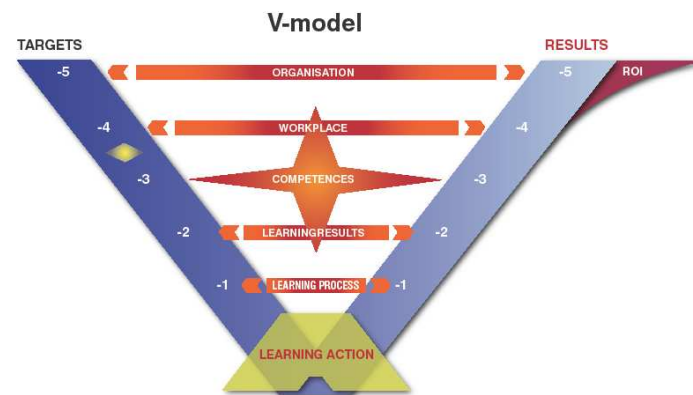 V-model
TARGETS RESULTS
-5 ORGANISATION -5 ROI
-4 WORKPLACE -4
-3 COMPETENCES -3
-2 LEARNINGRESULTS -2
-1 LEARNING PROCESS -1
LEARNING ACTION